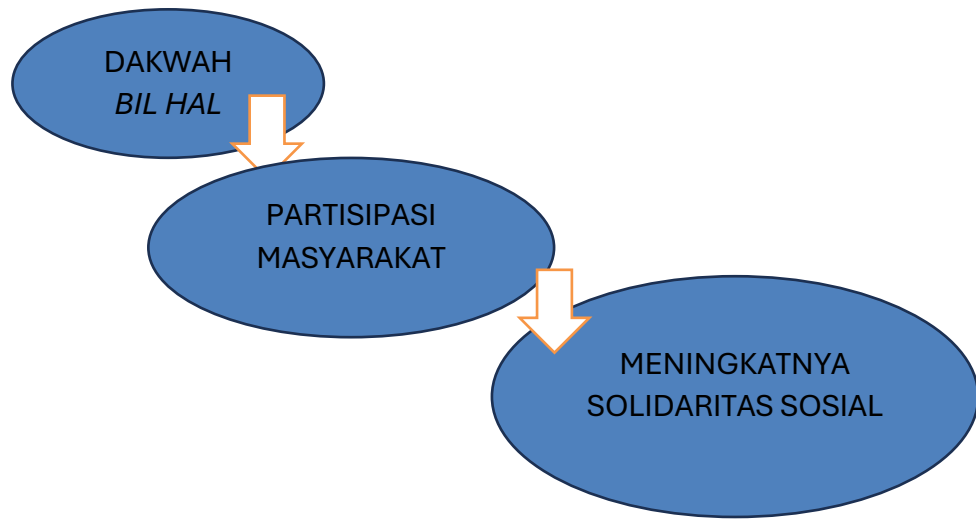 DAKWAH
BIL HAL
PARTISIPASI
MASYARAKAT
MENINGKATNYA
SOLIDARITAS SOSIAL